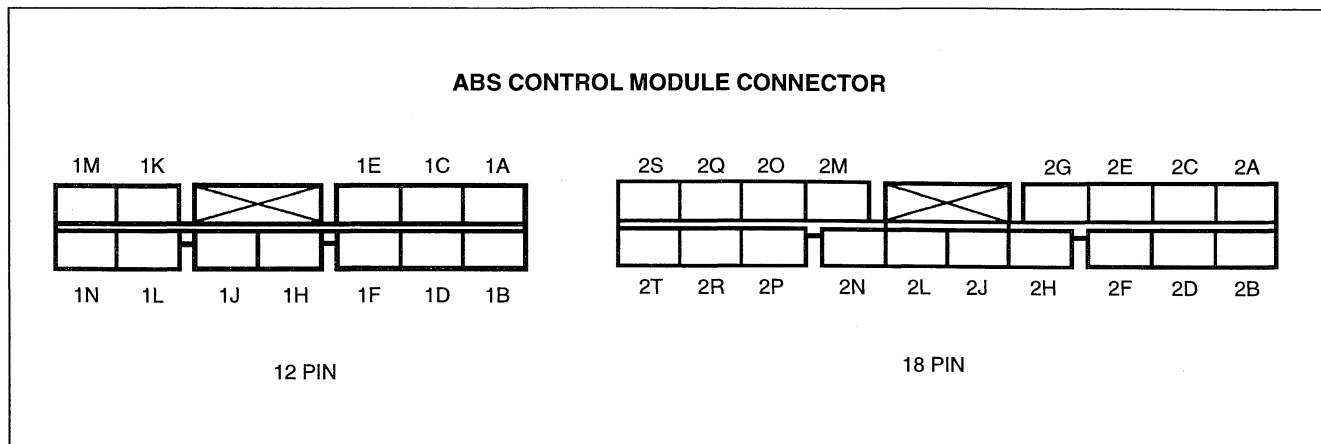 ABS CONTROL MODULE CONNECTOR
1M 1K 1E 1C 1A
1N 1L 1J 1H 1F 1D 1B
12 PIN
2S 2Q 2O 2M 2G 2E 2C 2A
2T 2R 2P 2N 2L 2J 2H 2F 2D 2B
18 PIN